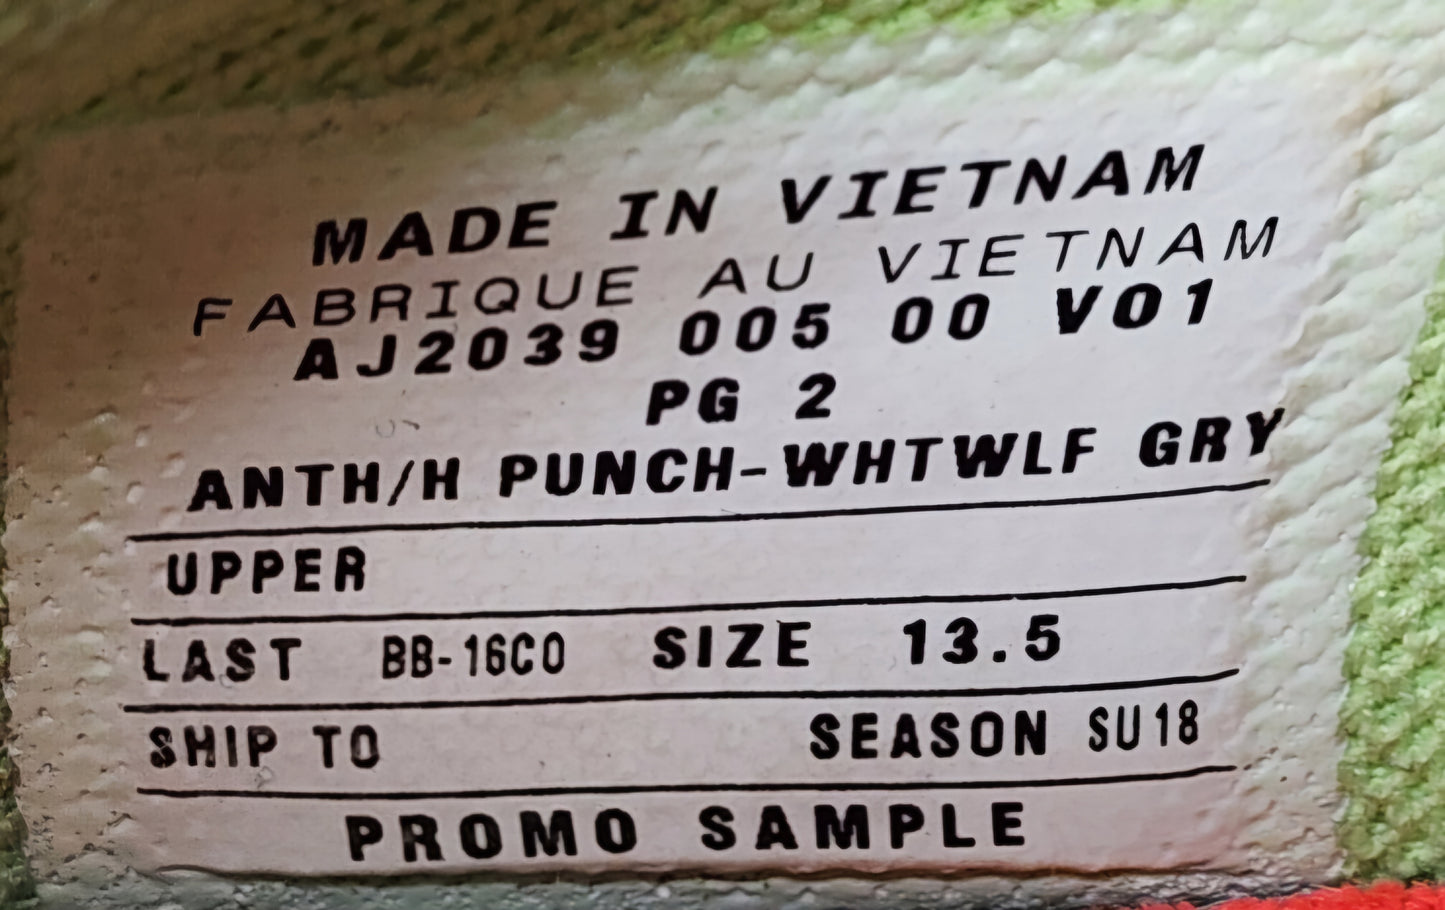 MADE IN VIETNAM
FABRIQUE AU VIETNAM
AJ2039 005 00 V01
PG 2
ANTH/H PUNCH-WHTWLF GRY
UPPER
LAST BB-16CO SIZE 13.5
SHIP TO SEASON SU18
PROMO SAMPLE